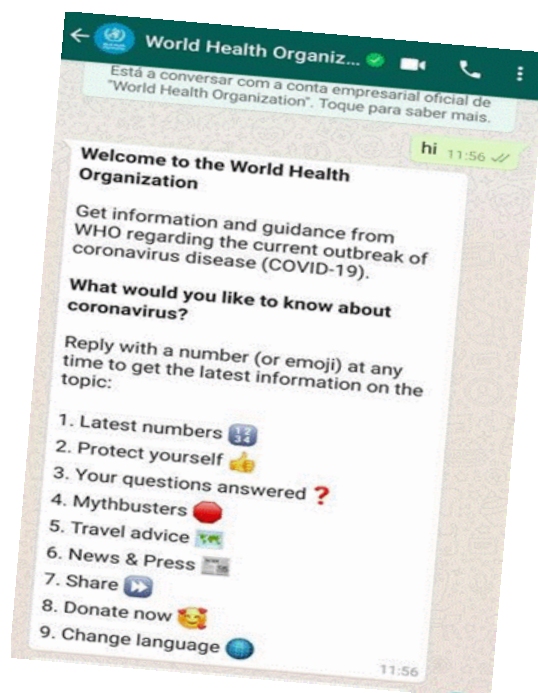 World Health Organiz...
Está a conversar com a conta empresarial oficial de
"World Health Organization". Toque para saber mais.
hi 11:56
Welcome to the World Health
Organization
Get information and guidance from
WHO regarding the current outbreak of
coronavirus disease (COVID-19).
What would you like to know about
coronavirus?
Reply with a number (or emoji) at any
time to get the latest information on the
topic:
1. Latest numbers 🔢
2. Protect yourself 👍
3. Your questions answered ❓
4. Mythbusters 🛑
5. Travel advice 🗺️
6. News & Press 📰
7. Share ⏩
8. Donate now 🥰
9. Change language 🌐
11:56